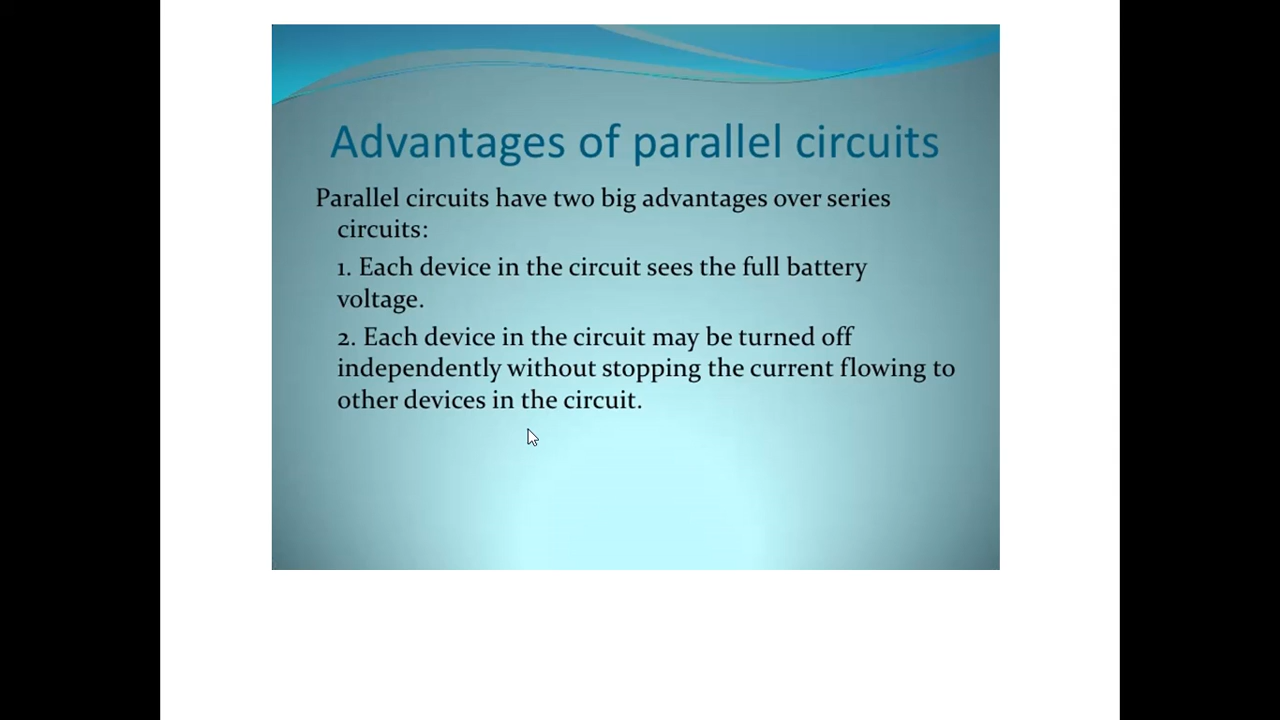 Advantages of parallel circuits
Parallel circuits have two big advantages over series
circuits:
1. Each device in the circuit sees the full battery
voltage.
2. Each device in the circuit may be turned off
independently without stopping the current flowing to
other devices in the circuit.